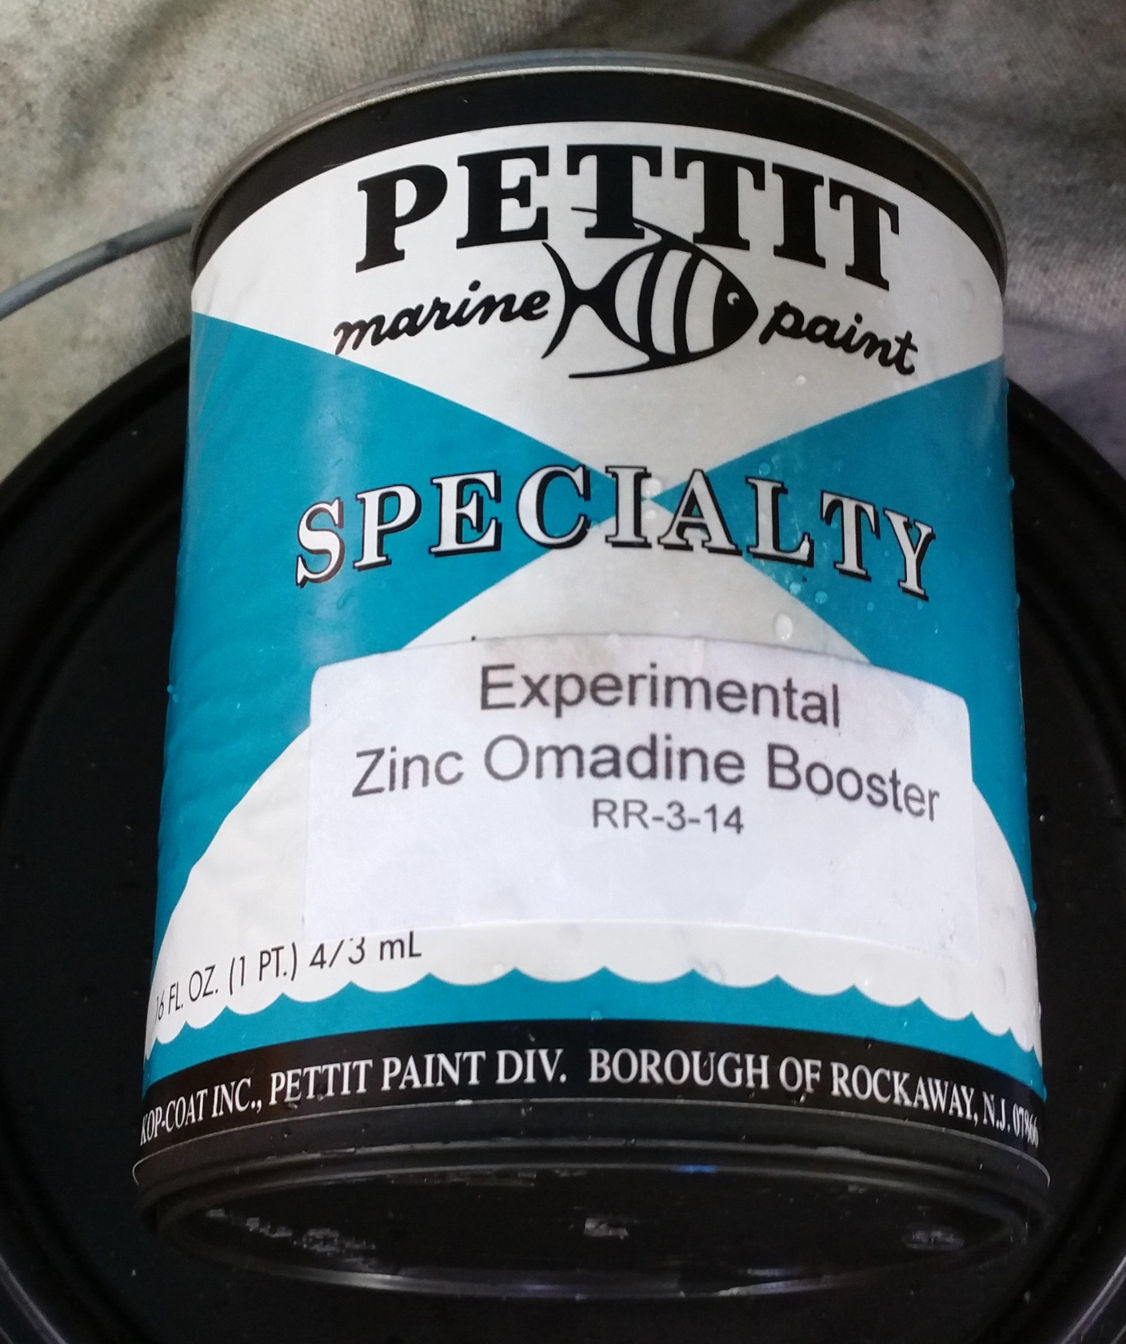 PETTIT
marine paint
SPECIALTY
Experimental
Zinc Omadine Booster
RR-3-14
16 FL. OZ. (1 PT.) 473 mL
KOP-COAT INC., PETTIT PAINT DIV. BOROUGH OF ROCKAWAY, N.J. 07866